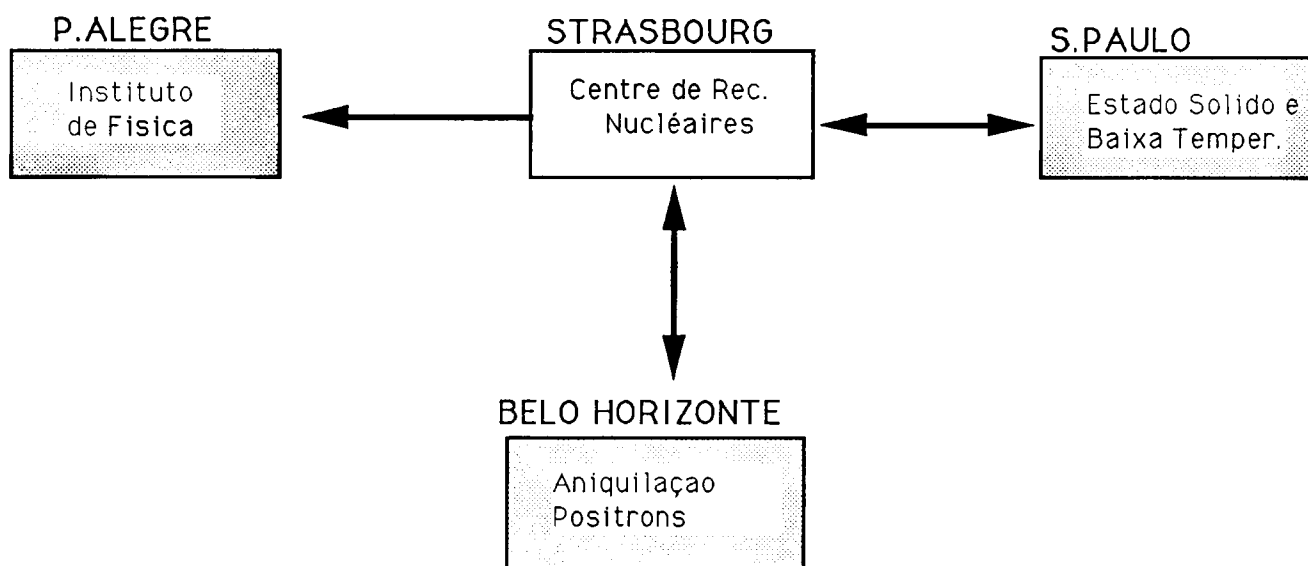 P.ALEGRE
Instituto
de Fisica
STRASBOURG
Centre de Rec.
Nucléaires
S.PAULO
Estado Solido e
Baixa Temper.
BELO HORIZONTE
Aniquilaçao
Positrons